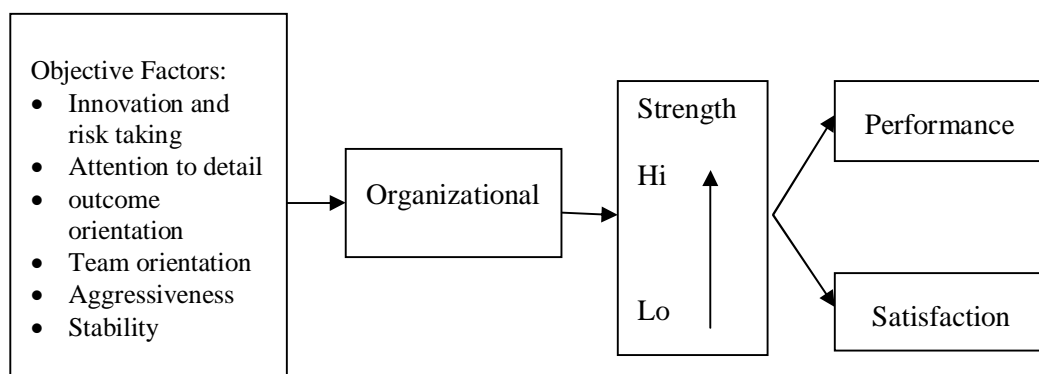 Objective Factors:
• Innovation and
risk taking
• Attention to detail
• outcome
orientation
• Team orientation
• Aggressiveness
• Stability
Organizational
Strength
Hi
Lo
Performance
Satisfaction